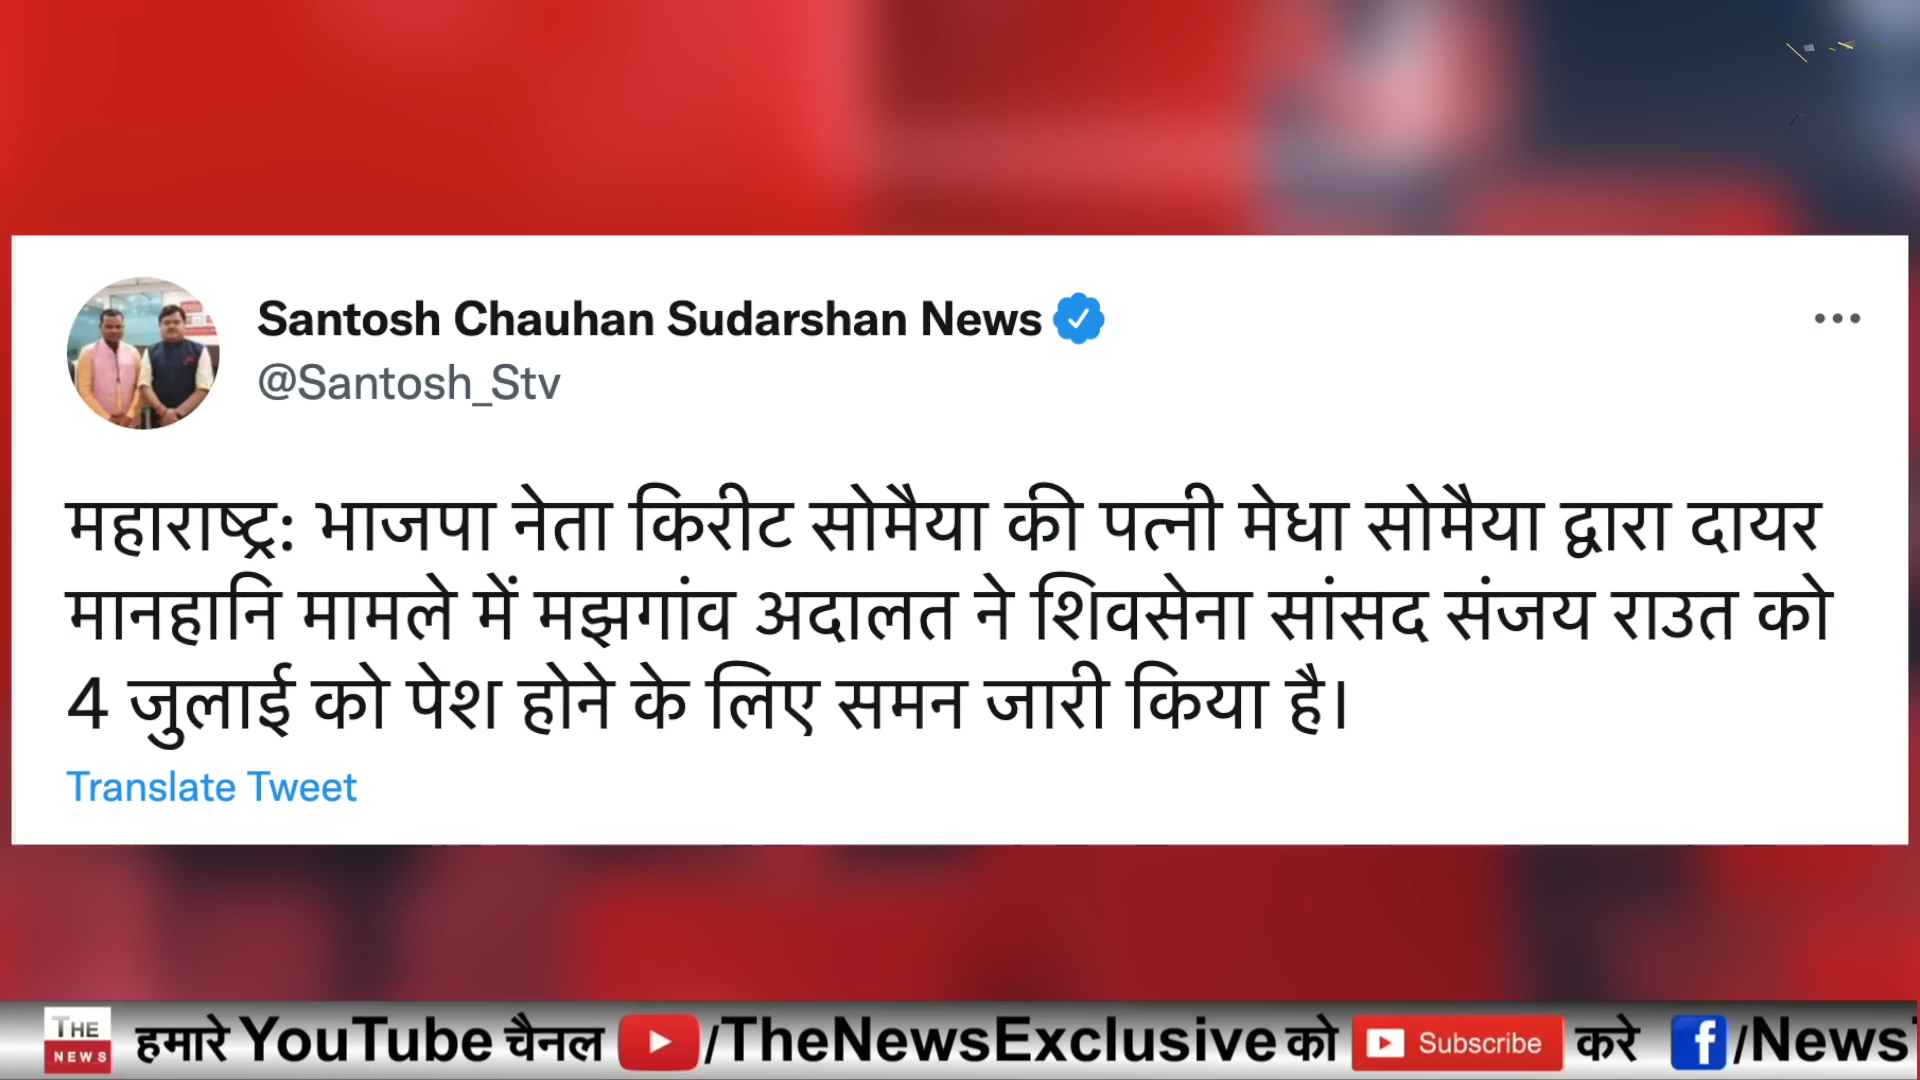 Santosh Chauhan Sudarshan News
@Santosh_Stv
महाराष्ट्र: भाजपा नेता किरीट सोमैया की पत्नी मेधा सोमैया द्वारा दायर
मानहानि मामले में मझगांव अदालत ने शिवसेना सांसद संजय राउत को
4 जुलाई को पेश होने के लिए समन जारी किया है।
Translate Tweet
THE NEWS हमारे YouTube चैनल /TheNewsExclusive को Subscribe करे f /News